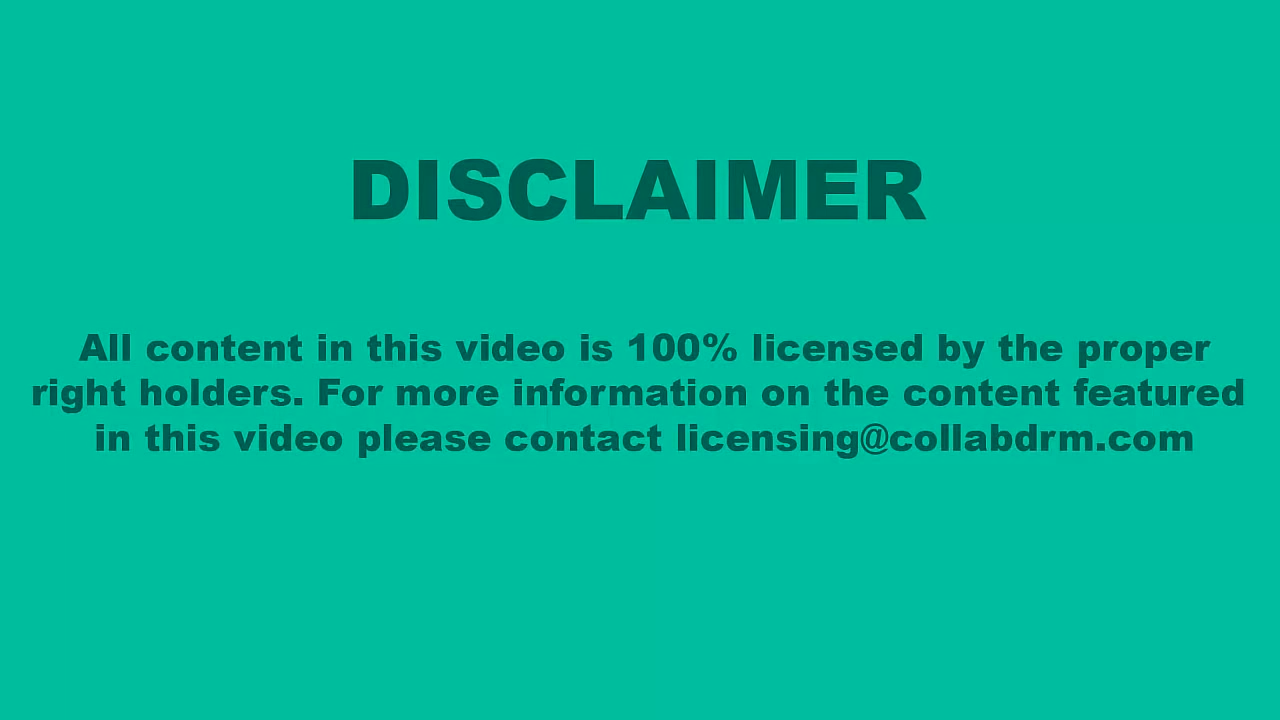 DISCLAIMER
All content in this video is 100% licensed by the proper
right holders. For more information on the content featured
in this video please contact licensing@collabdrm.com